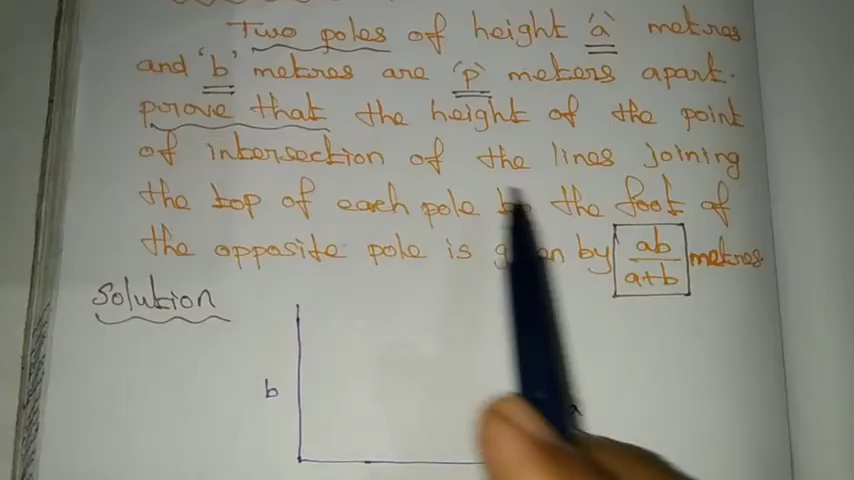 Two poles of height 'a' metres
and 'b' metres are 'p' meters apart.
prove that the height of the point
of intersection of the lines joining
the top of each pole the foot of
the opposite pole is by ab/a+b metres.
Solution
b
a